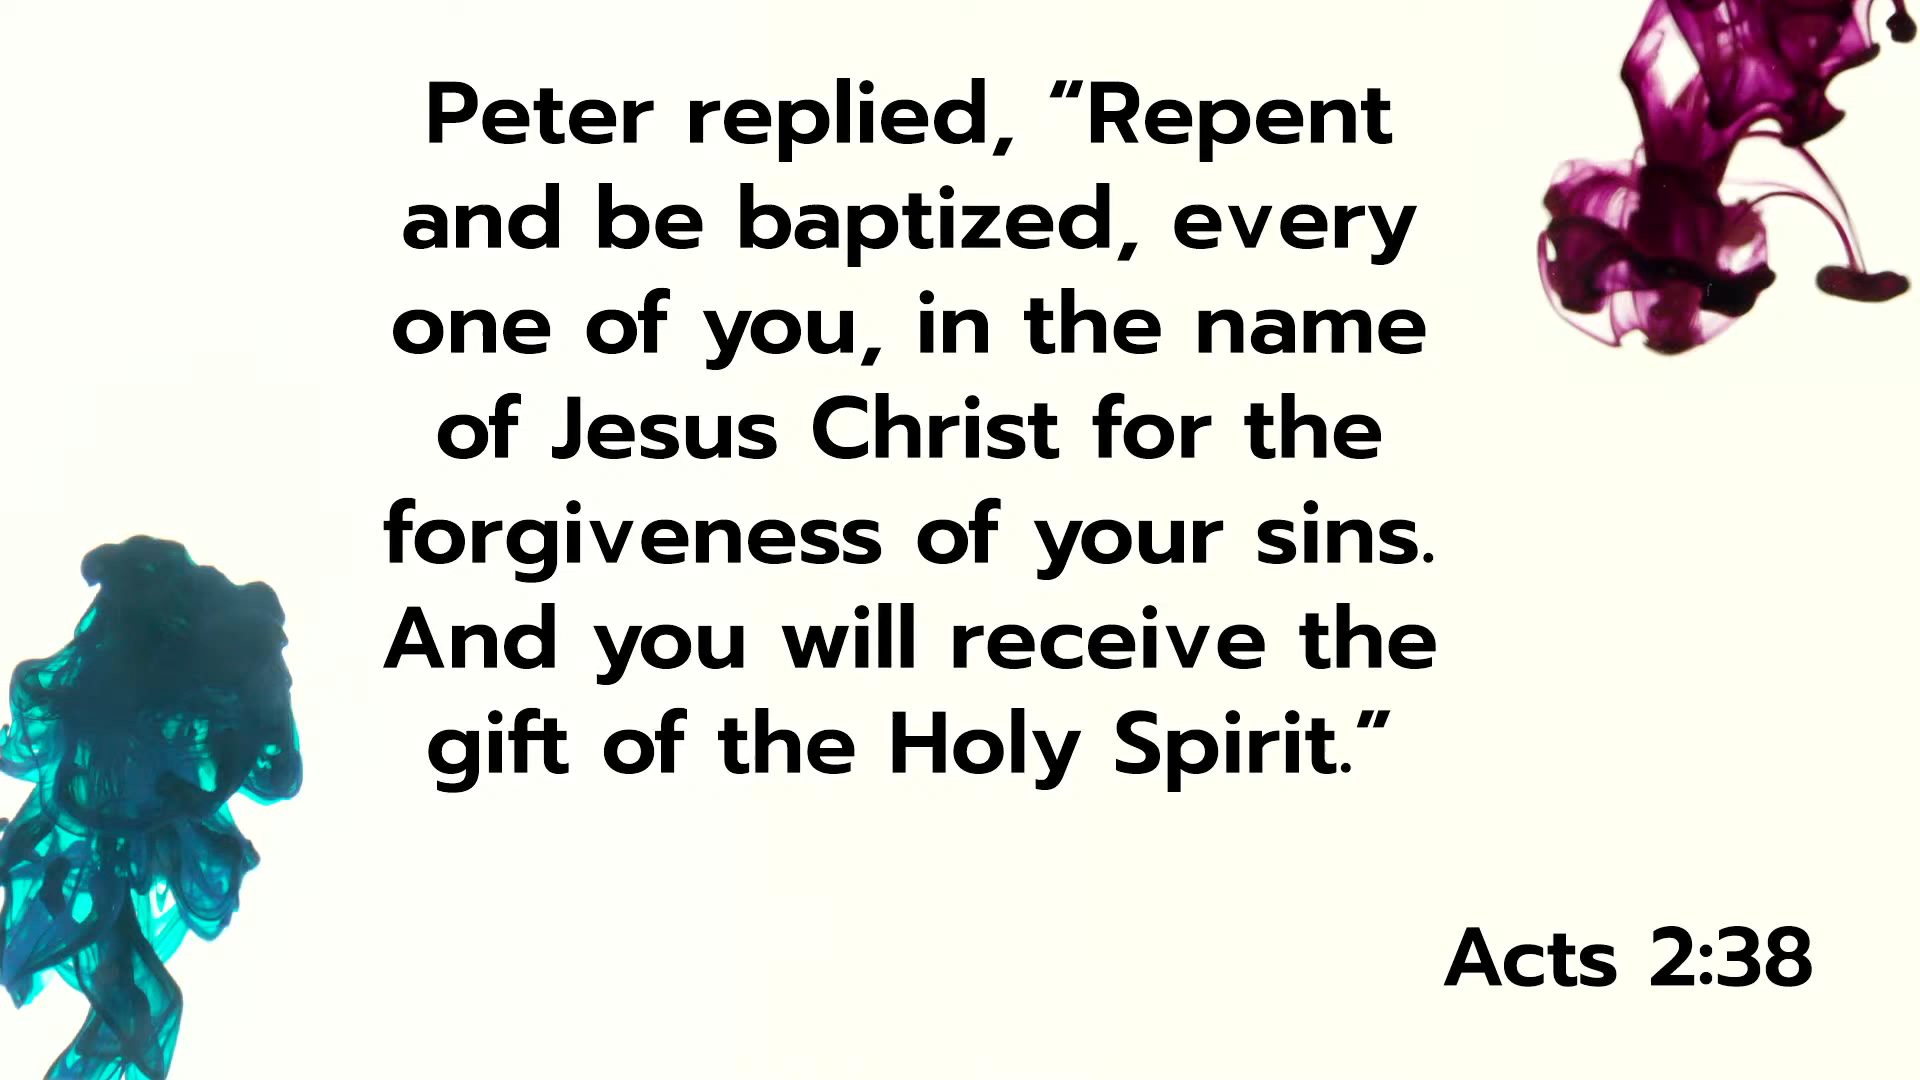 Peter replied, “Repent
and be baptized, every
one of you, in the name
of Jesus Christ for the
forgiveness of your sins.
And you will receive the
gift of the Holy Spirit.”
Acts 2:38